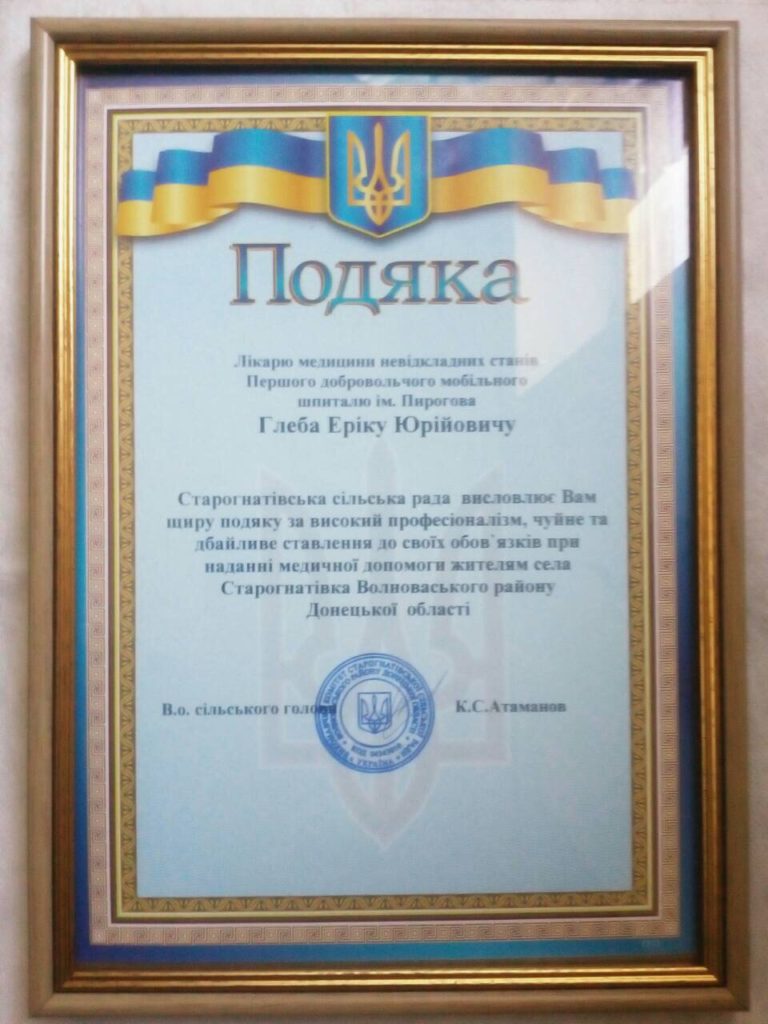 Подяка
Лікарю медицини невідкладних станів
Першого добровольчого мобільного
шпиталю ім. Пирогова
Глеба Еріку Юрійовичу
Старогнатівська сільська рада висловлює Вам
щиру подяку за високий професіоналізм, чуйне та
дбайливе ставлення до своїх обов`язків при
наданні медичної допомоги жителям села
Старогнатівка Волноваського району
Донецької області
В.о. сільського голови
К.С.Атаманов
УКРАЇНА